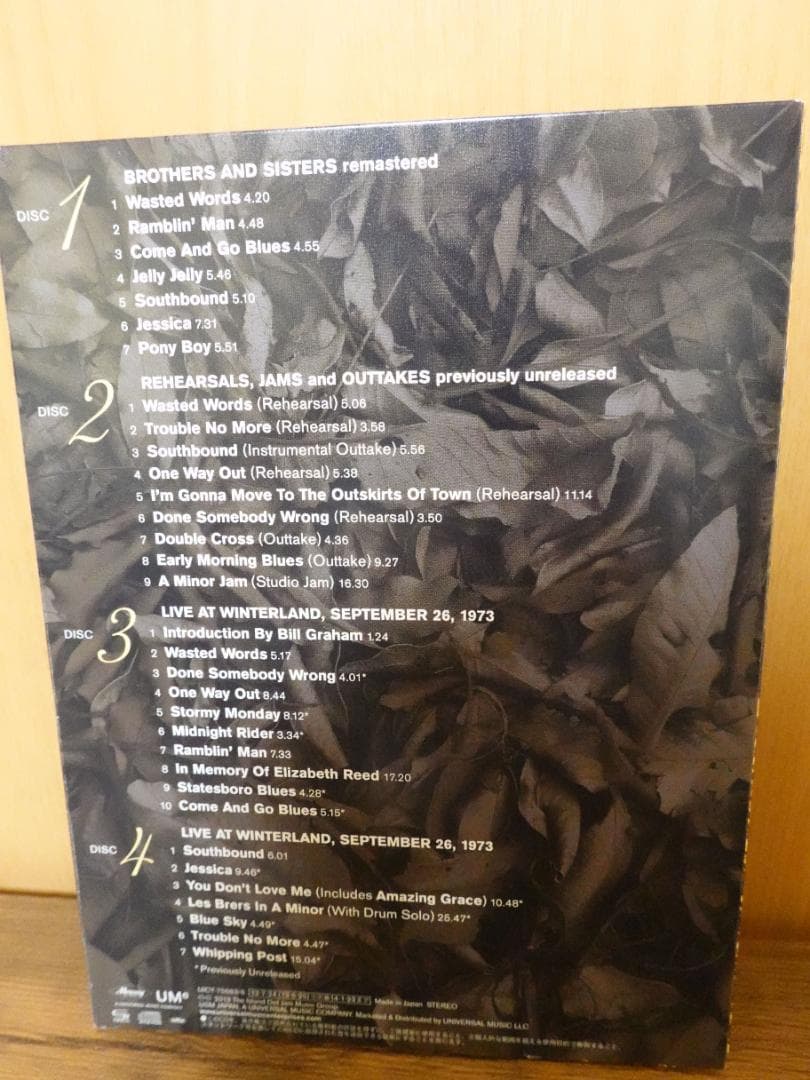 DISC 1
BROTHERS AND SISTERS remastered
1 Wasted Words 4.20
2 Ramblin' Man 4.48
3 Come And Go Blues 4.55
4 Jelly Jelly 5.46
5 Southbound 5.10
6 Jessica 7.31
7 Pony Boy 5.51
DISC 2
REHEARSALS, JAMS and OUTTAKES previously unreleased
1 Wasted Words (Rehearsal) 5.06
2 Trouble No More (Rehearsal) 3.58
3 Southbound (Instrumental Outtake) 5.56
4 One Way Out (Rehearsal) 5.38
5 I'm Gonna Move To The Outskirts Of Town (Rehearsal) 11.14
6 Done Somebody Wrong (Rehearsal) 3.50
7 Double Cross (Outtake) 4.36
8 Early Morning Blues (Outtake) 9.27
9 A Minor Jam (Studio Jam) 16.30
DISC 3
LIVE AT WINTERLAND, SEPTEMBER 26, 1973
1 Introduction By Bill Graham 1.24
2 Wasted Words 5.17
3 Done Somebody Wrong 4.01*
4 One Way Out 8.44
5 Stormy Monday 8.12*
6 Midnight Rider 3.34*
7 Ramblin' Man 7.33
8 In Memory Of Elizabeth Reed 17.20
9 Statesboro Blues 4.28*
10 Come And Go Blues 5.15*
DISC 4
LIVE AT WINTERLAND, SEPTEMBER 26, 1973
1 Southbound 6.01
2 Jessica 9.46*
3 You Don't Love Me (Includes Amazing Grace) 10.48*
4 Les Brers In A Minor (With Drum Solo) 25.47*
5 Blue Sky 4.49*
6 Trouble No More 4.47*
7 Whipping Post 15.04*
*Previously Unreleased
UMe
Made in Japan STEREO
2013 The Island Def Jam Music Group
A UNIVERSAL MUSIC COMPANY Marketed & Distributed by UNIVERSAL MUSIC LLC